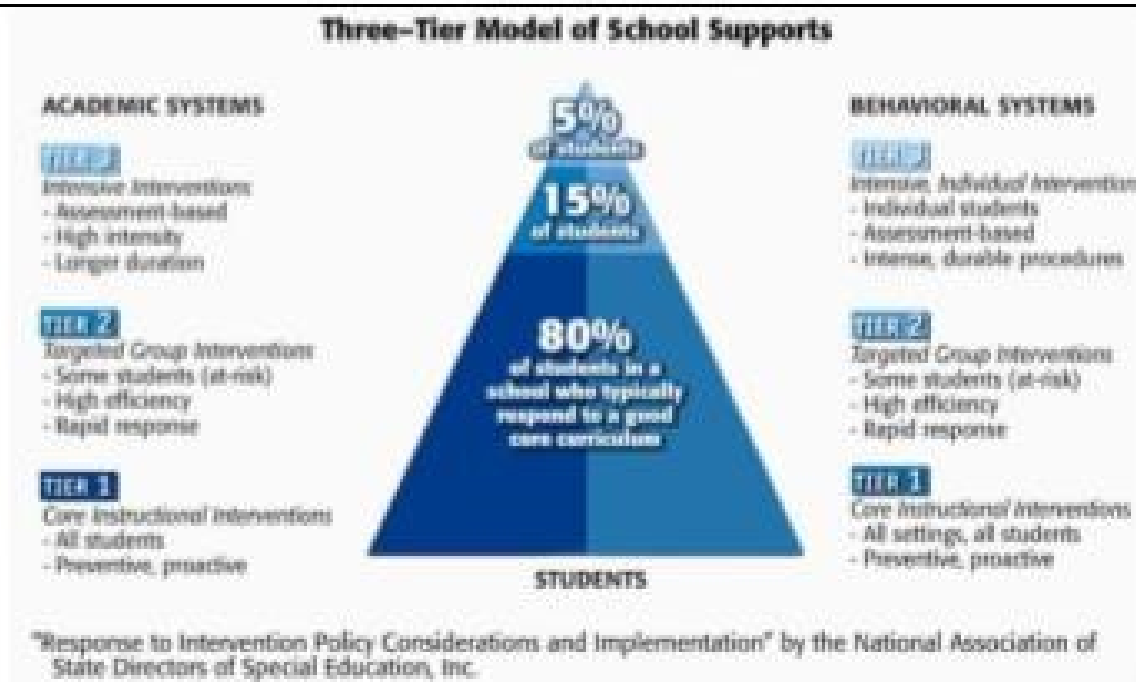 Three-Tier Model of School Supports
ACADEMIC SYSTEMS
TIER 3
Intensive Interventions
- Assessment-based
- High intensity
- Longer duration
TIER 2
Targeted Group Interventions
- Some students (at-risk)
- High efficiency
- Rapid response
TIER 1
Core Instructional Interventions
- All students
- Preventive, proactive
5%
of students
15%
of students
80%
of students in a
school who typically
respond to a good
core curriculum
STUDENTS
BEHAVIORAL SYSTEMS
TIER 3
Intensive, Individual Intervention
- Individual students
- Assessment-based
- Intense, durable procedures
TIER 2
Targeted Group Interventions
- Some students (at-risk)
- High efficiency
- Rapid response
TIER 1
Core Instructional Interventions
- All settings, all students
- Preventive, proactive
"Response to Intervention Policy Considerations and Implementation" by the National Association of
State Directors of Special Education, Inc.